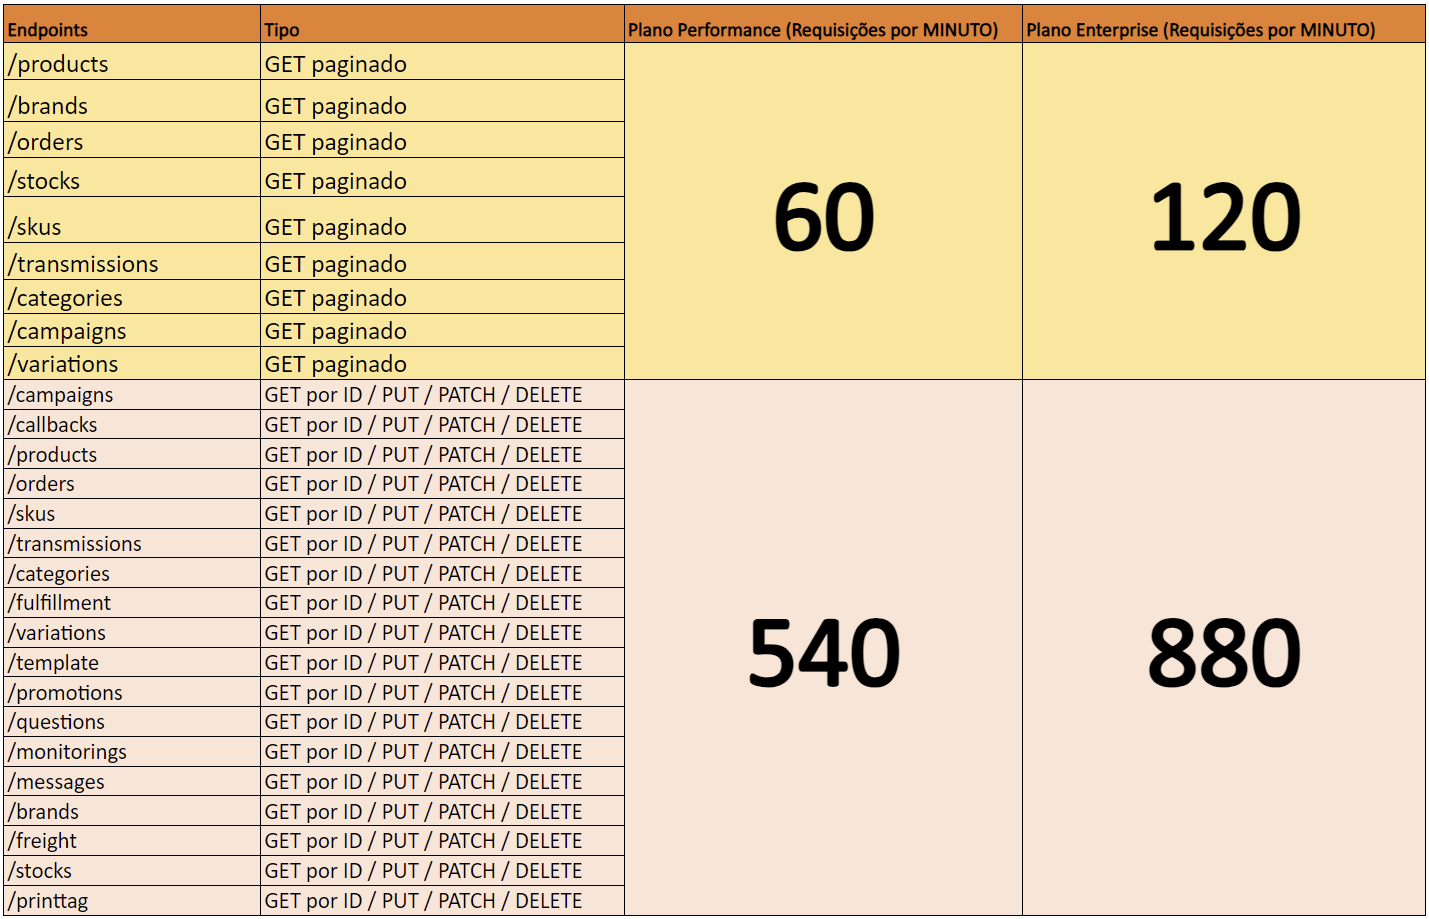 Endpoints Tipo Plano Performance (Requisições por MINUTO) Plano Enterprise (Requisições por MINUTO)
/products GET paginado
/brands GET paginado
/orders GET paginado
/stocks GET paginado
/skus GET paginado
60 120
/transmissions GET paginado
/categories GET paginado
/campaigns GET paginado
/variations GET paginado
/campaigns GET por ID / PUT / PATCH / DELETE
/callbacks GET por ID / PUT / PATCH / DELETE
/products GET por ID / PUT / PATCH / DELETE
/orders GET por ID / PUT / PATCH / DELETE
/skus GET por ID / PUT / PATCH / DELETE
/transmissions GET por ID / PUT / PATCH / DELETE
/categories GET por ID / PUT / PATCH / DELETE
/fulfillment GET por ID / PUT / PATCH / DELETE
/variations GET por ID / PUT / PATCH / DELETE
/template GET por ID / PUT / PATCH / DELETE
540 880
/promotions GET por ID / PUT / PATCH / DELETE
/questions GET por ID / PUT / PATCH / DELETE
/monitorings GET por ID / PUT / PATCH / DELETE
/messages GET por ID / PUT / PATCH / DELETE
/brands GET por ID / PUT / PATCH / DELETE
/freight GET por ID / PUT / PATCH / DELETE
/stocks GET por ID / PUT / PATCH / DELETE
/printtag GET por ID / PUT / PATCH / DELETE